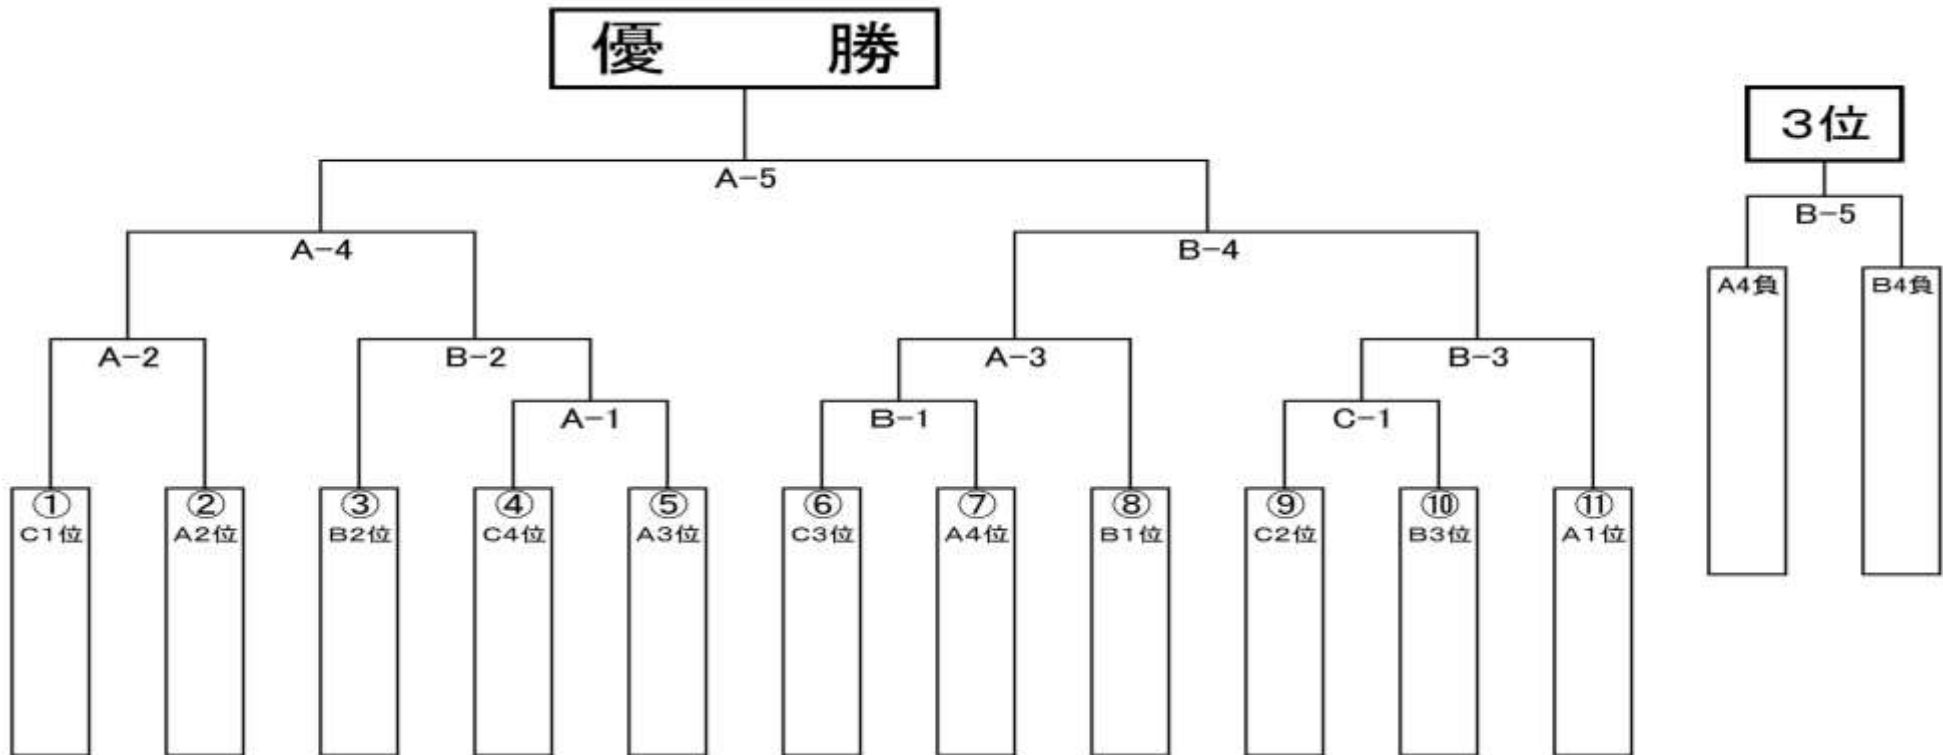 優　勝
3位
A-5
B-5
A-4
B-4
A4負
B4負
A-2
B-2
A-3
B-3
A-1
B-1
C-1
①
C1位
②
A2位
③
B2位
④
C4位
⑤
A3位
⑥
C3位
⑦
A4位
⑧
B1位
⑨
C2位
⑩
B3位
⑪
A1位